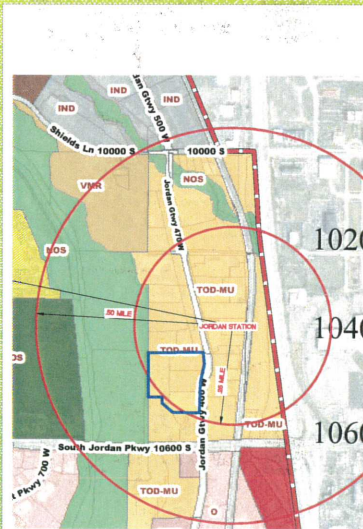 IND
IND
IND
dan Gtwy 500 W
Shields Ln 10000 S
10000 S
VMR
NOS
Jordan Gtwy 470 W
NOS
1020
TOD-MU
.50 MILE
JORDAN STATION
1040
OS
TOD-MU
.25 MILE
Jordan Gtwy 400 W
TOD-MU
1060
South Jordan Pkwy 10600 S
t Pkwy 700 W
TOD-MU
O